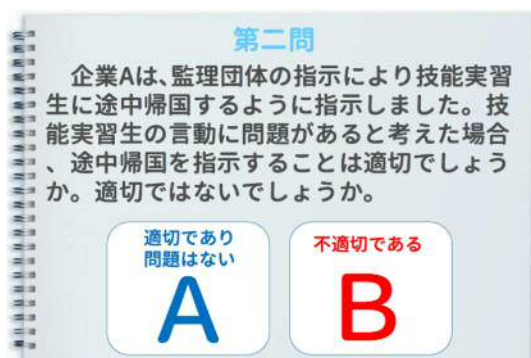 第二問
企業Aは、監理団体の指示により技能実習
生に途中帰国するように指示しました。技
能実習生の言動に問題があると考えた場合
、途中帰国を指示することは適切でしょう
か。適切ではないでしょうか。
適切であり
問題はない
A
不適切である
B